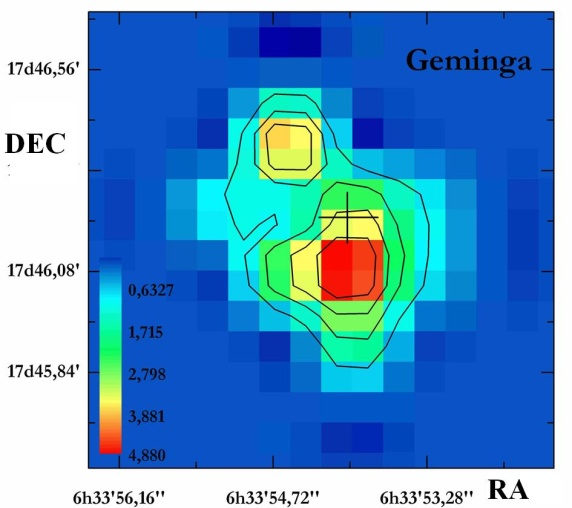 Geminga
17d46,56'
DEC
17d46,08'
0,6327
1,715
17d45,84'
2,798
3,881
4,880
6h33'56,16'' 6h33'54,72'' 6h33'53,28'' RA